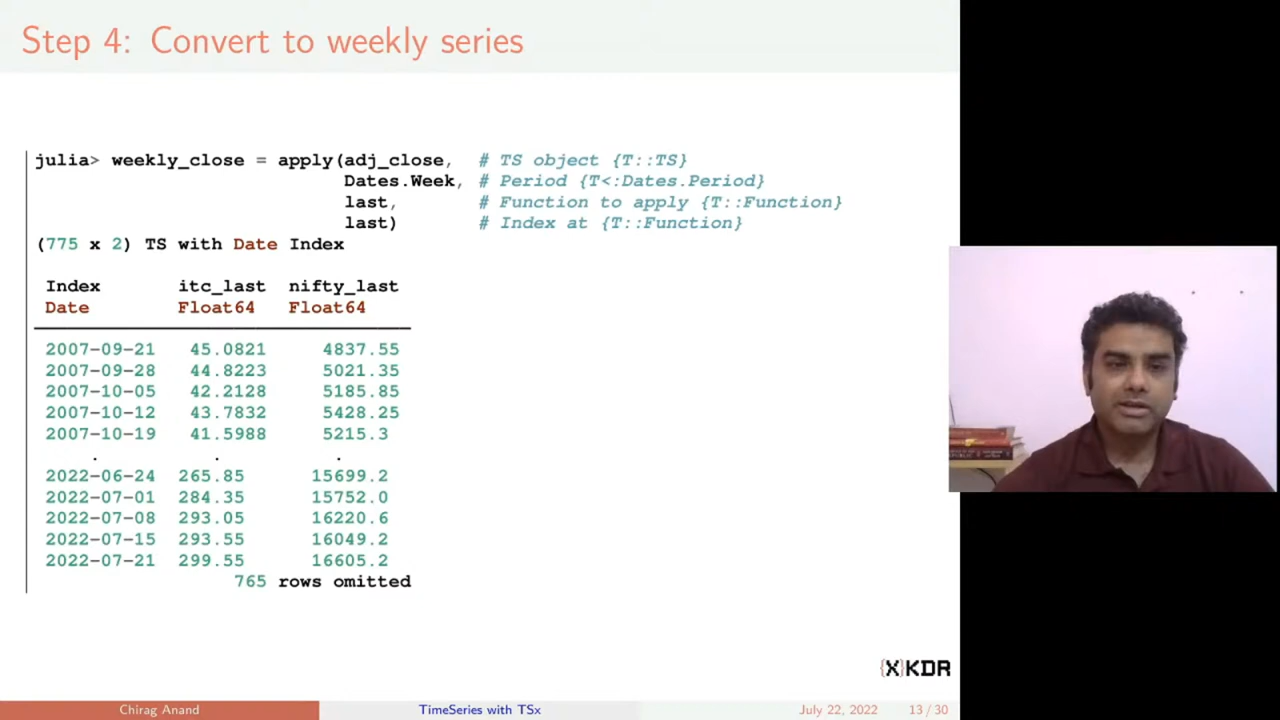 Step 4: Convert to weekly series
julia> weekly_close = apply(adj_close, # TS object {T::TS}
Dates.Week, # Period {T<:Dates.Period}
last, # Function to apply {T::Function}
last) # Index at {T::Function}
(775 x 2) TS with Date Index
Index itc_last nifty_last
Date Float64 Float64
2007-09-21 45.0821 4837.55
2007-09-28 44.8223 5021.35
2007-10-05 42.2128 5185.85
2007-10-12 43.7832 5428.25
2007-10-19 41.5988 5215.3
. . .
2022-06-24 265.85 15699.2
2022-07-01 284.35 15752.0
2022-07-08 293.05 16220.6
2022-07-15 293.55 16049.2
2022-07-21 299.55 16605.2
765 rows omitted
{X}KDR
Chirag Anand TimeSeries with TSx July 22, 2022 13 / 30